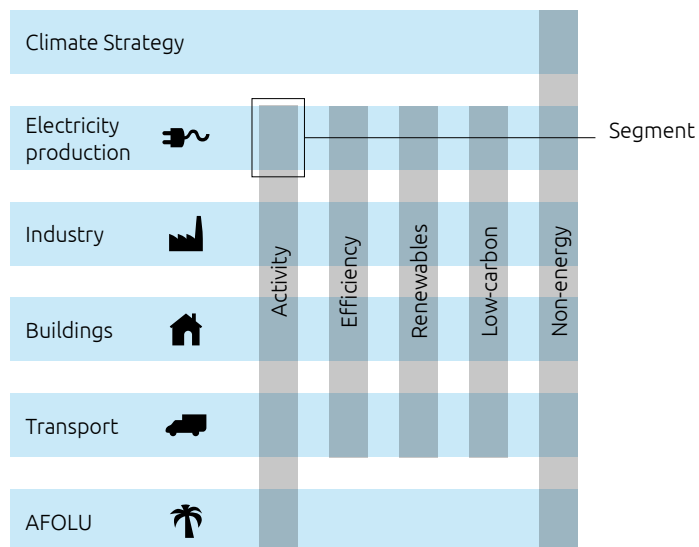 Climate Strategy
Electricity
production
Segment
Industry
Buildings
Transport
AFOLU
Activity
Efficiency
Renewables
Low-carbon
Non-energy